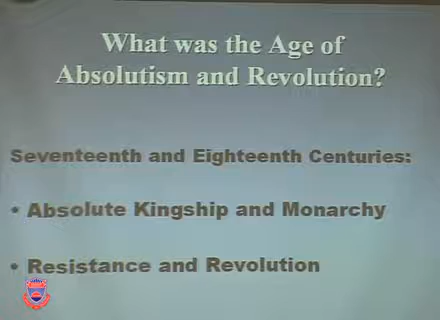 What was the Age of
Absolutism and Revolution?
Seventeenth and Eighteenth Centuries:
• Absolute Kingship and Monarchy
• Resistance and Revolution